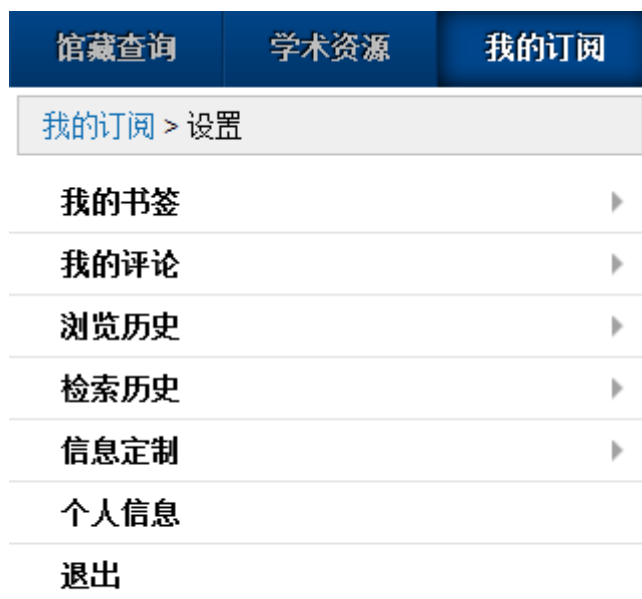 馆藏查询 学术资源 我的订阅
我的订阅 > 设置
我的书签
我的评论
浏览历史
检索历史
信息定制
个人信息
退出